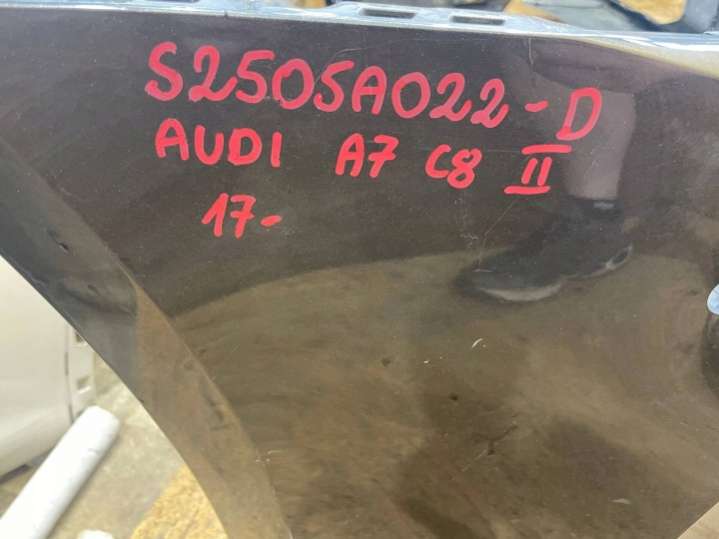 S2505A022-D
AUDI A7 C8 II
17-